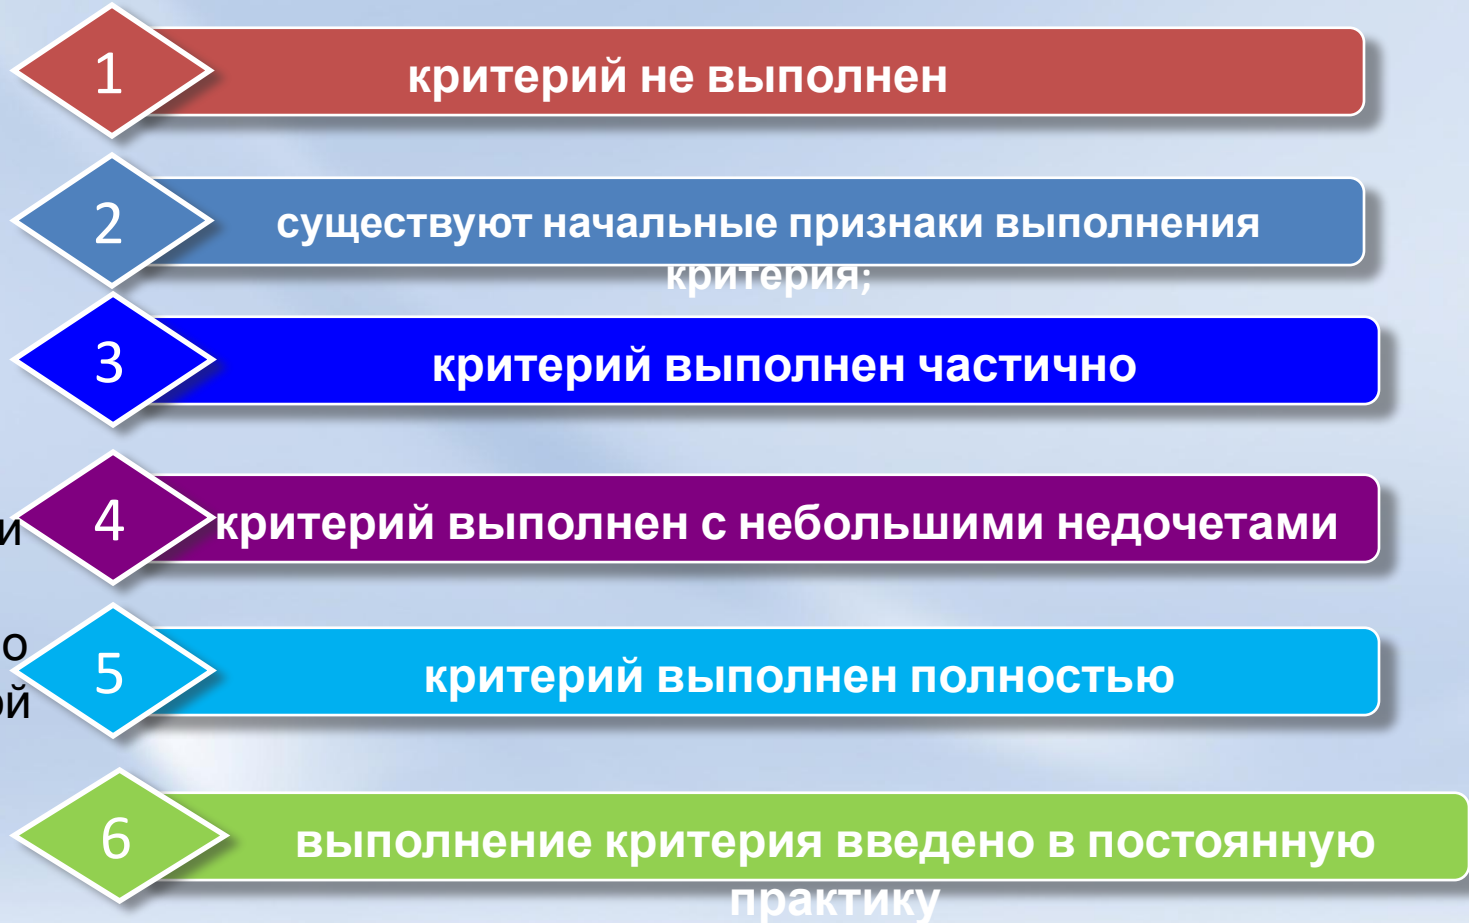 1
критерий не выполнен
2
существуют начальные признаки выполнения
критерия;
3
критерий выполнен частично
и
4
критерий выполнен с небольшими недочетами
о
ой
5
критерий выполнен полностью
6
выполнение критерия введено в постоянную
практику